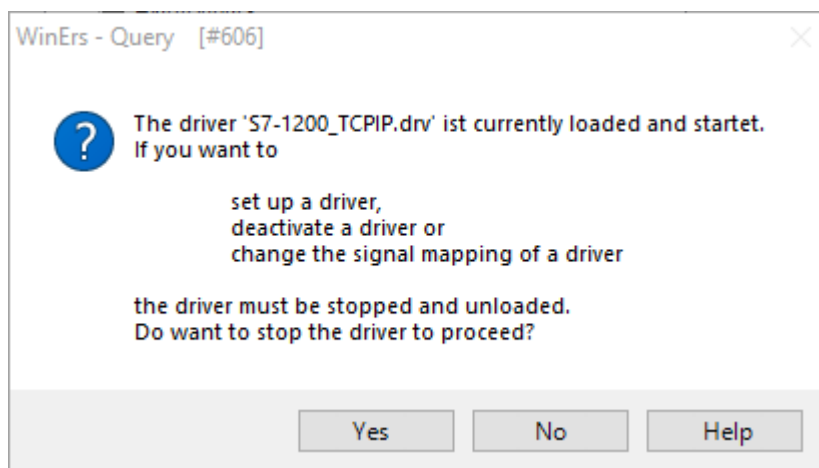 WinErs - Query [#606]
The driver 'S7-1200_TCPIP.drv' ist currently loaded and startet.
If you want to
set up a driver,
deactivate a driver or
change the signal mapping of a driver
the driver must be stopped and unloaded.
Do want to stop the driver to proceed?
Yes No Help